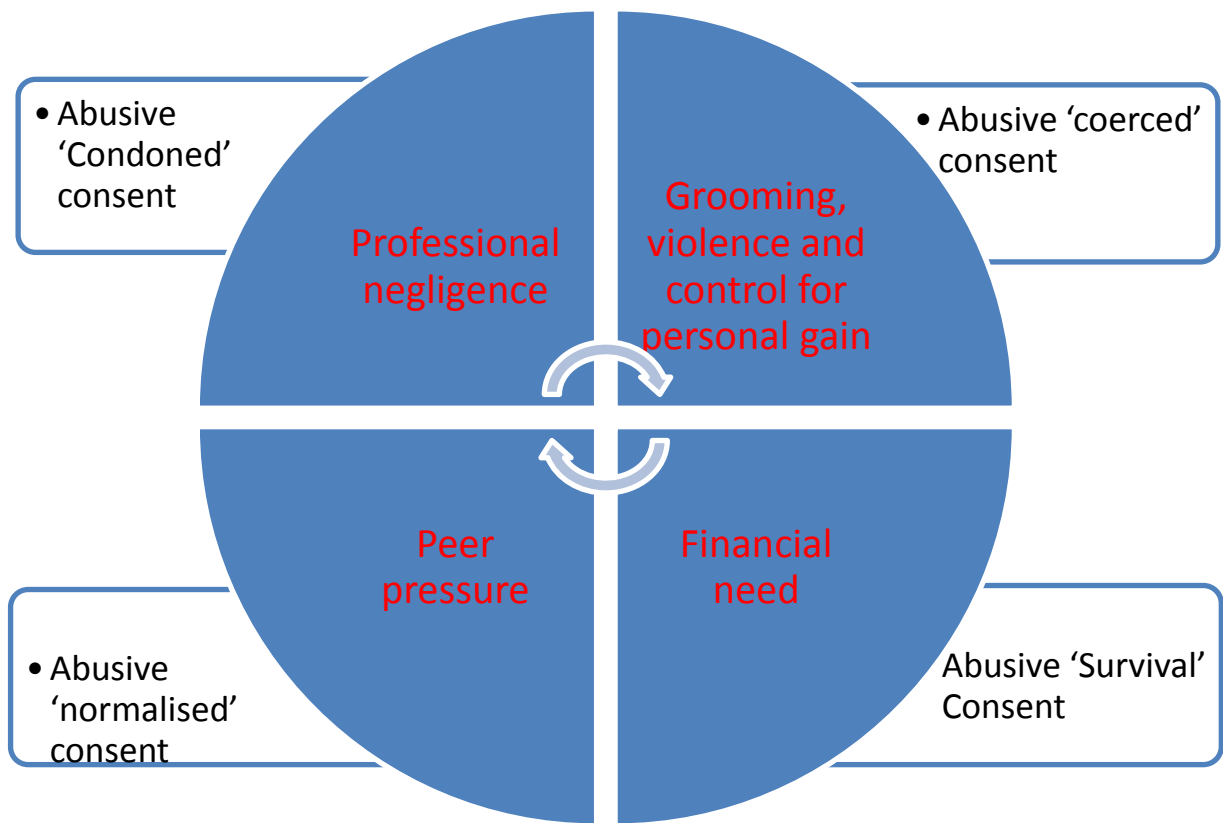 • Abusive
‘Condoned’
consent
Professional
negligence
Grooming,
violence and
control for
personal gain
• Abusive ‘coerced’
consent
• Abusive
‘normalised’
consent
Peer
pressure
Financial
need
Abusive ‘Survival’
Consent